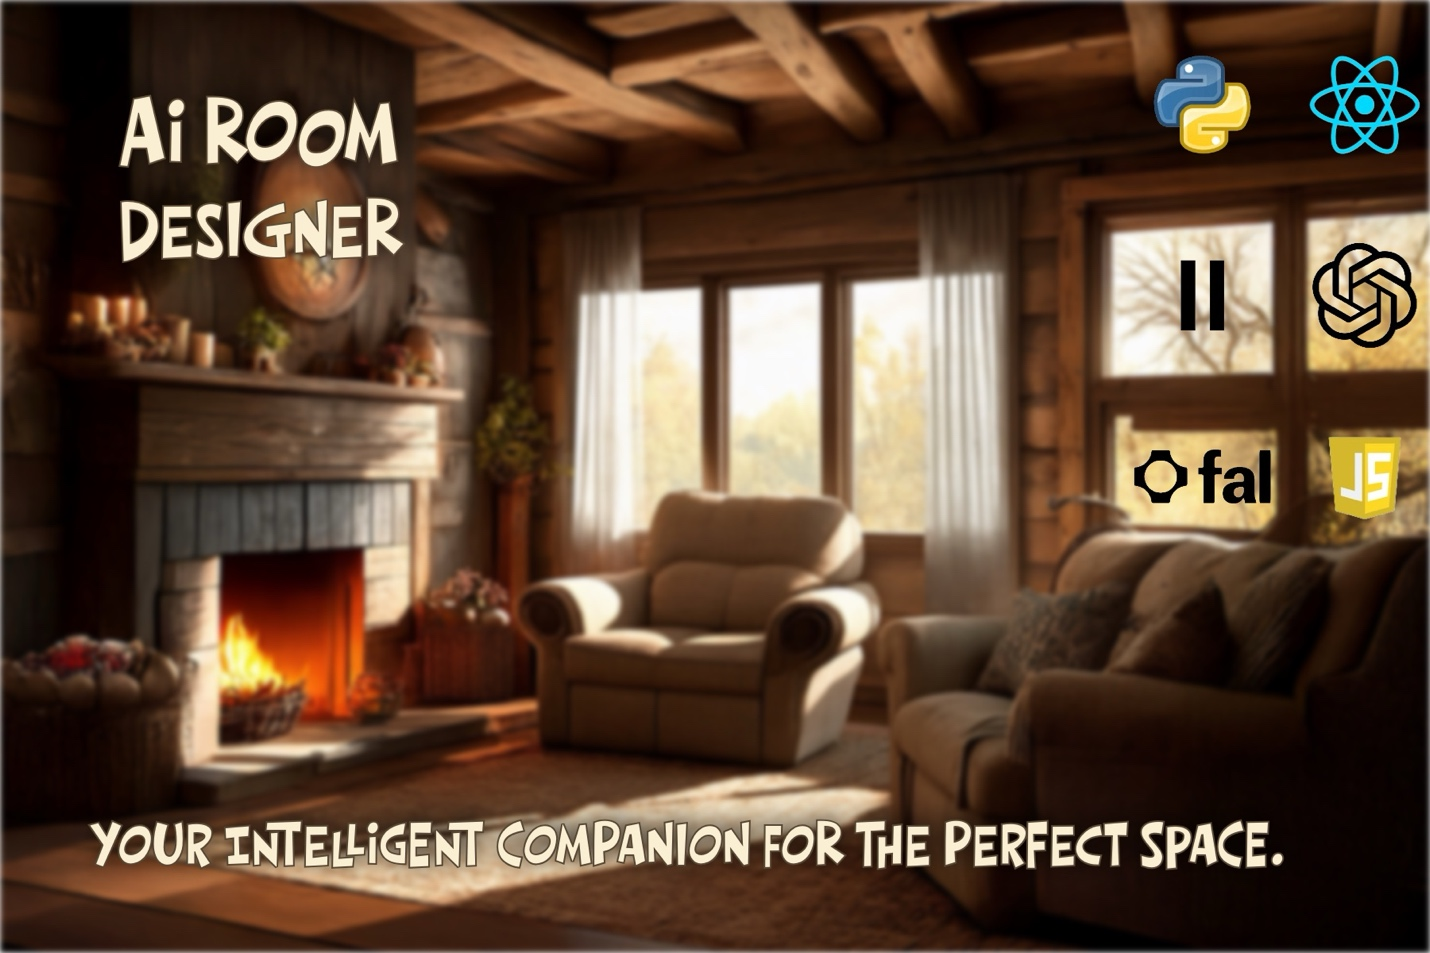 Ai ROOM
DESIGNER
fal
JS
YOUR INTELLiGENT COMPANION FOR THE PERFECT SPACE.